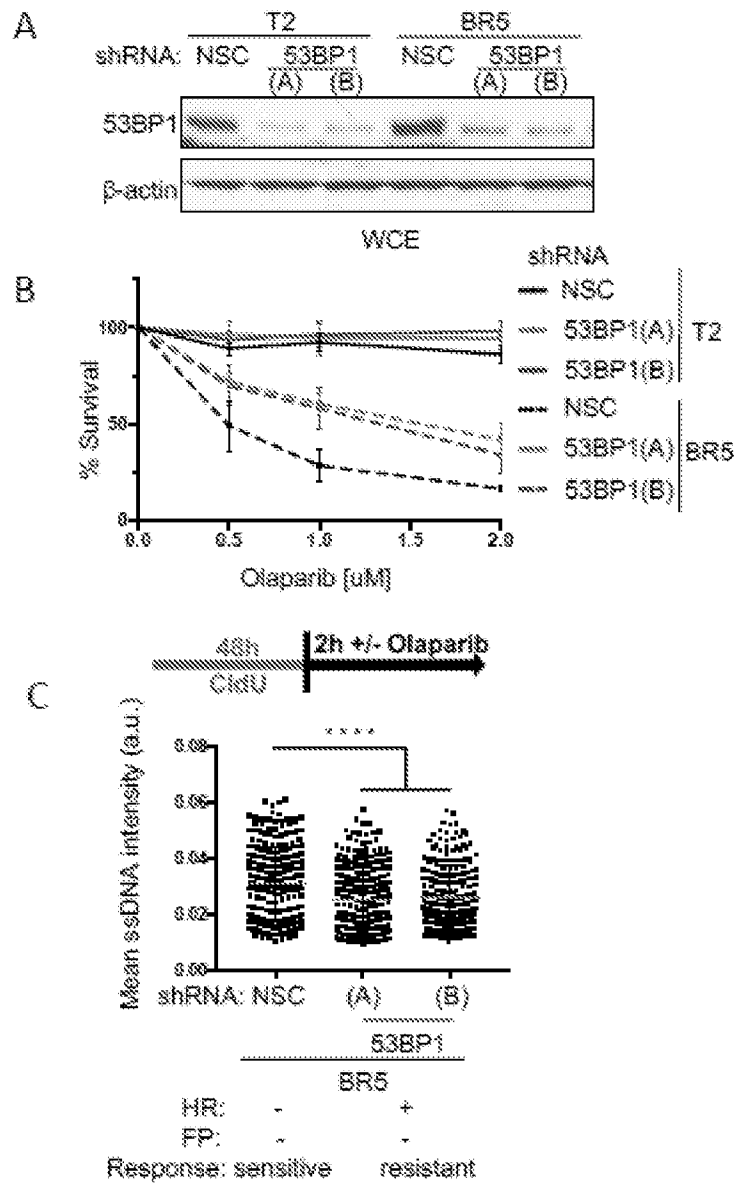 A
T2 BR5
shRNA: NSC 53BP1 NSC 53BP1
(A) (B) (A) (B)
53BP1
β-actin
WCE
B
shRNA
NSC
53BP1(A)
53BP1(B)
T2
NSC
53BP1(A)
53BP1(B)
BR5
% Survival
100
50
0
0.0 0.5 1.0 1.5 2.0
Olaparib [uM]
C
48h
CldU
2h +/- Olaparib
****
Mean ssDNA intensity (a.u.)
0.08
0.06
0.04
0.02
0.00
shRNA: NSC (A) (B)
53BP1
BR5
HR: - +
FP: - -
Response: sensitive resistant